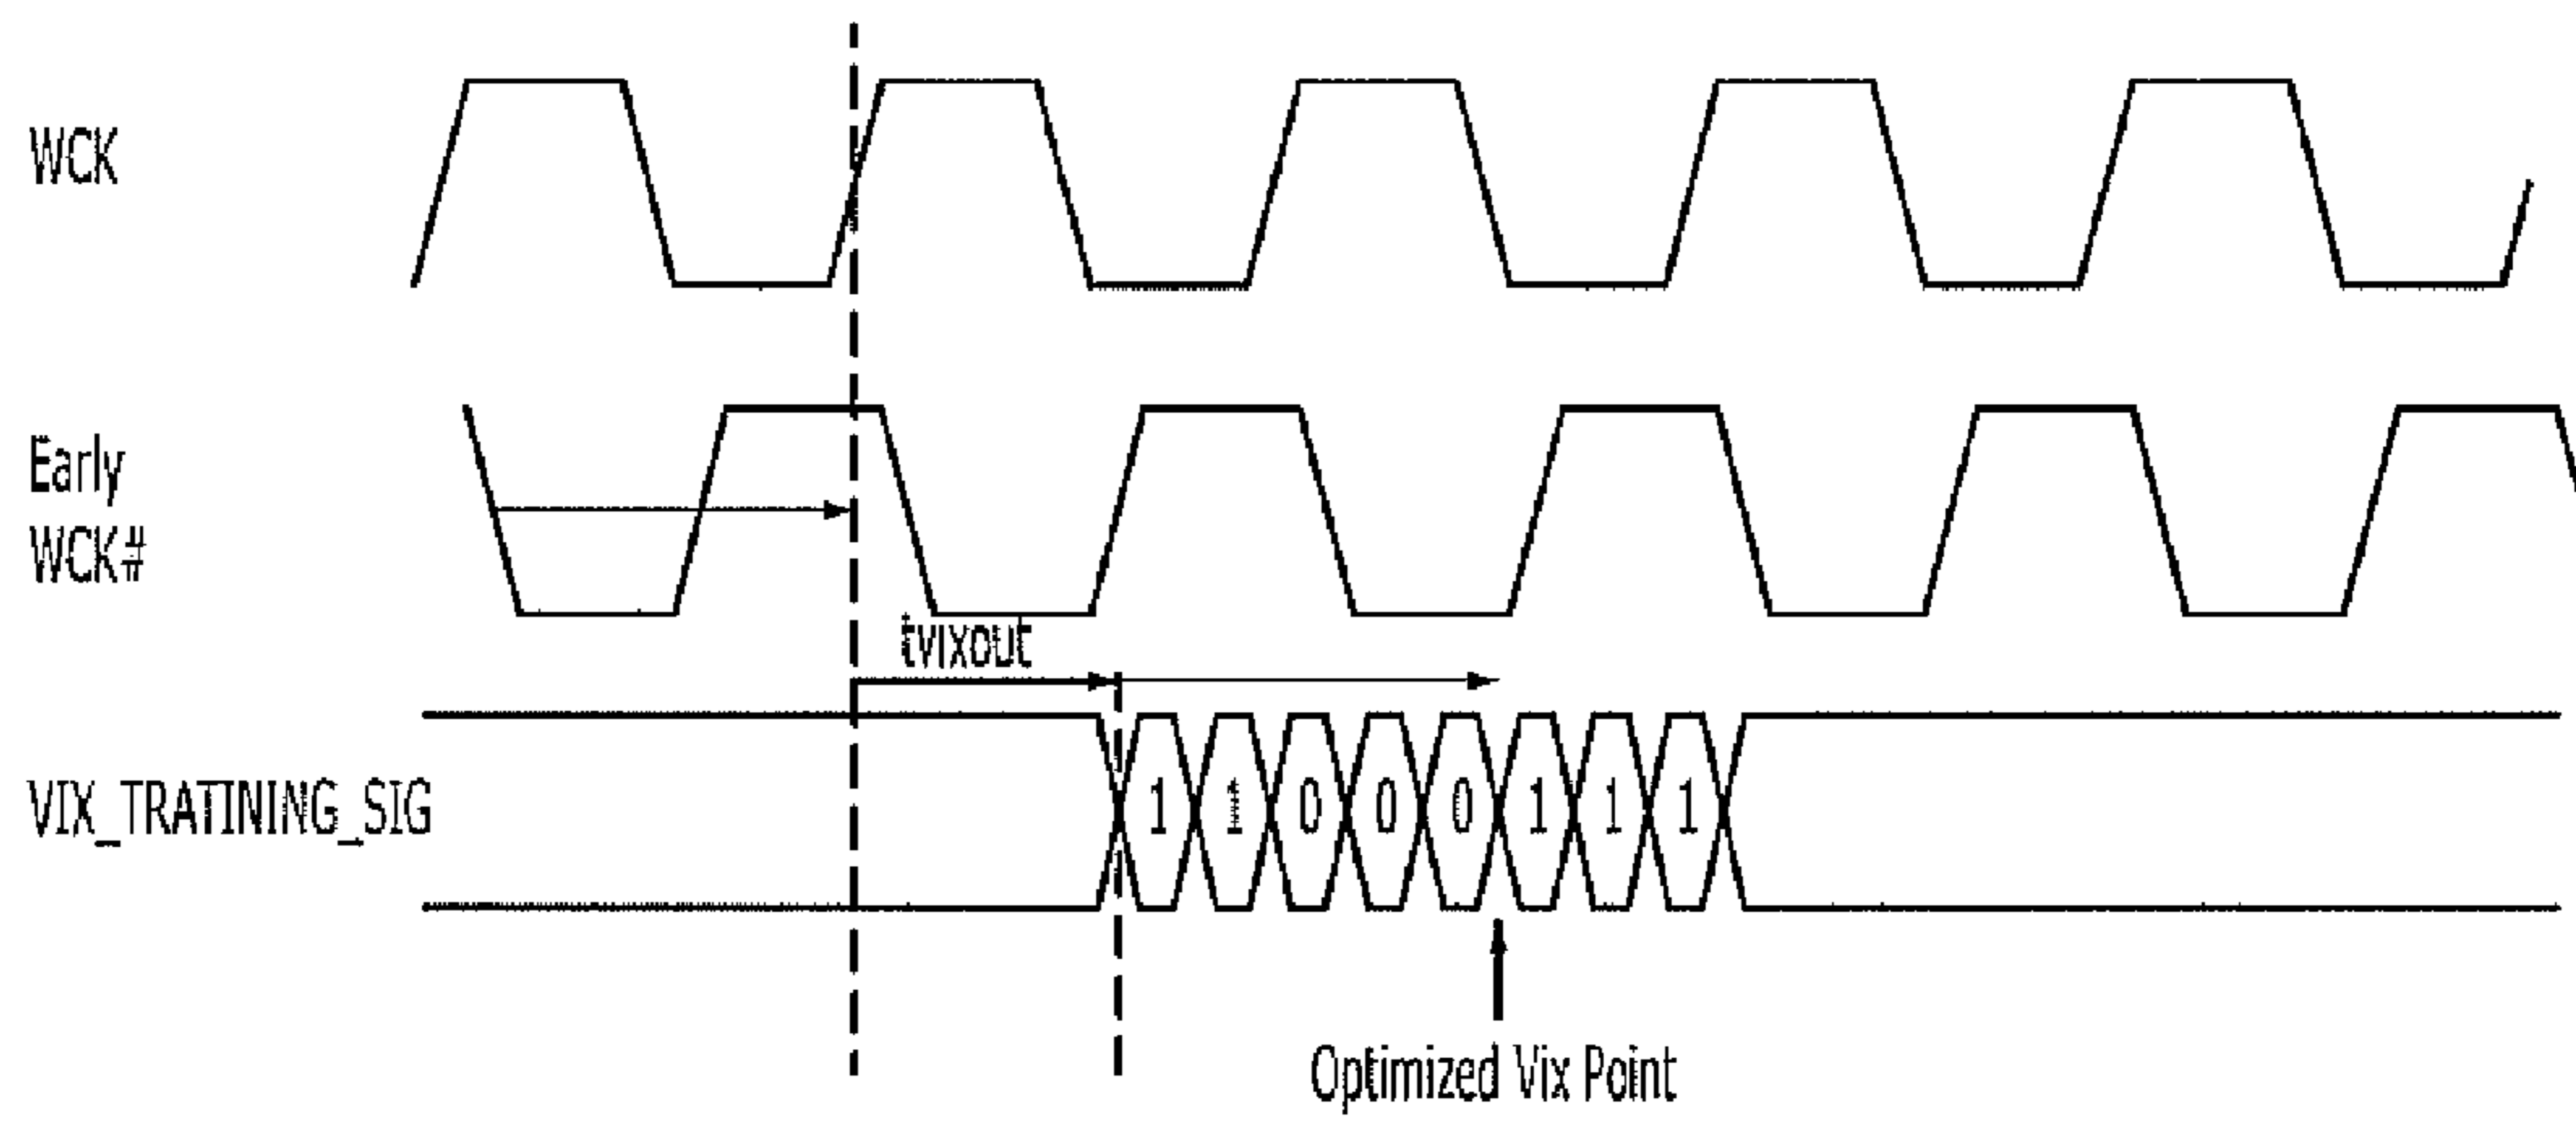 WCK
Early
WCK#
tvixout
VIX_TRATINING_SIG
1 1 0 0 0 1 1 1
Optimized Vix Point